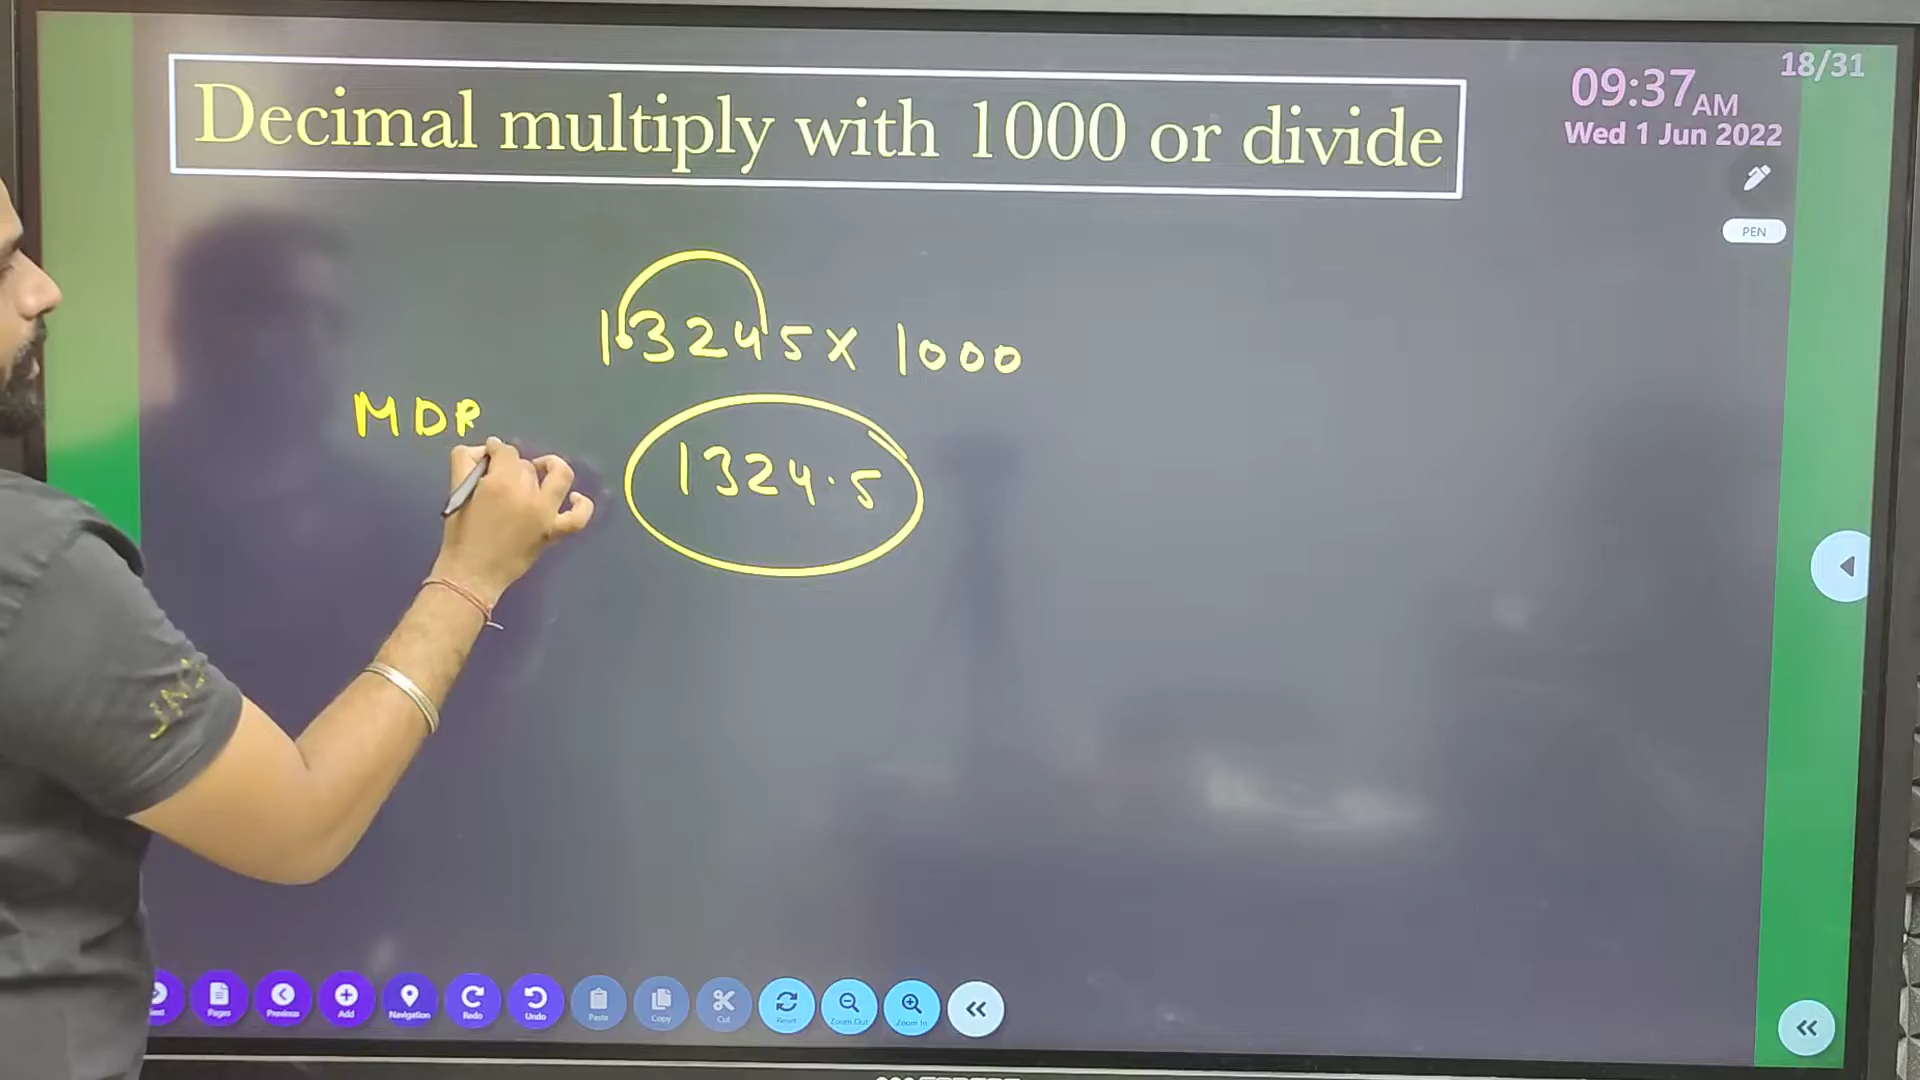 18/31
Decimal multiply with 1000 or divide
09:37AM
Wed 1 Jun 2022
PEN
1.3245 x 1000
MDR
1324.5
Pages
Previous
Add
Navigation
Redo
Undo
Paste
Copy
Cut
Reset
Zoom Out
Zoom In